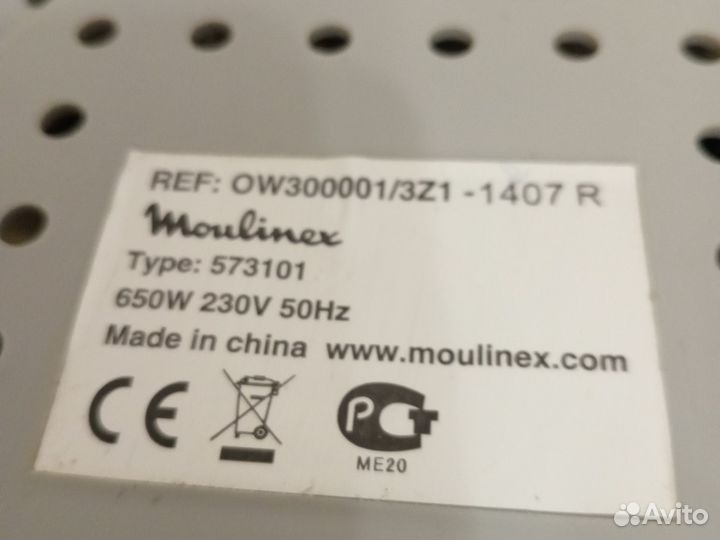 REF: OW300001/3Z1 -1407 R
Moulinex
Type: 573101
650W 230V 50Hz
Made in china www.moulinex.com
CE
РСТ
ME20
Avito